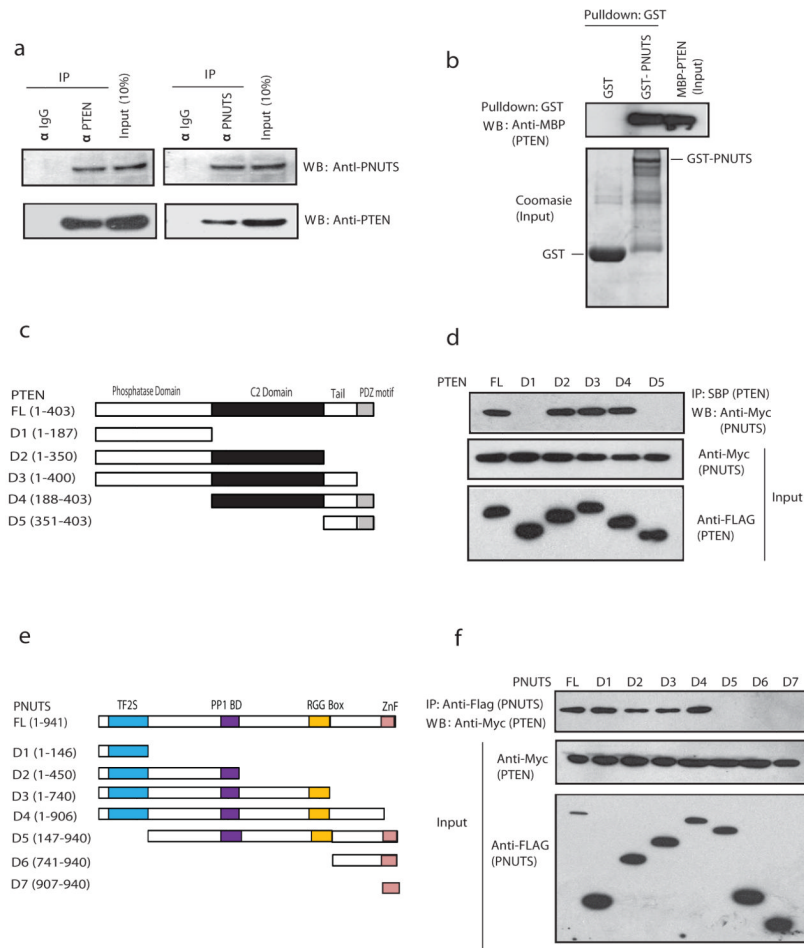 a
IP
IP
α IgG
α PTEN
Input (10%)
α IgG
α PNUTS
Input (10%)
WB: AntI-PNUTS
WB: Anti-PTEN
b
Pulldown: GST
GST
GST- PNUTS
MBP-PTEN (Input)
Pulldown: GST
WB: Anti-MBP
(PTEN)
GST-PNUTS
Coomasie
(Input)
GST
c
PTEN
Phosphatase Domain
C2 Domain
Tail
PDZ motif
FL (1-403)
D1 (1-187)
D2 (1-350)
D3 (1-400)
D4 (188-403)
D5 (351-403)
d
PTEN FL D1 D2 D3 D4 D5
IP: SBP (PTEN)
WB: Anti-Myc
(PNUTS)
Anti-Myc
(PNUTS)
Input
Anti-FLAG
(PTEN)
e
PNUTS
TF2S
PP1 BD
RGG Box
ZnF
FL (1-941)
D1 (1-146)
D2 (1-450)
D3 (1-740)
D4 (1-906)
D5 (147-940)
D6 (741-940)
D7 (907-940)
f
PNUTS FL D1 D2 D3 D4 D5 D6 D7
IP: Anti-Flag (PNUTS)
WB: Anti-Myc (PTEN)
Anti-Myc
(PTEN)
Input
Anti-FLAG
(PNUTS)